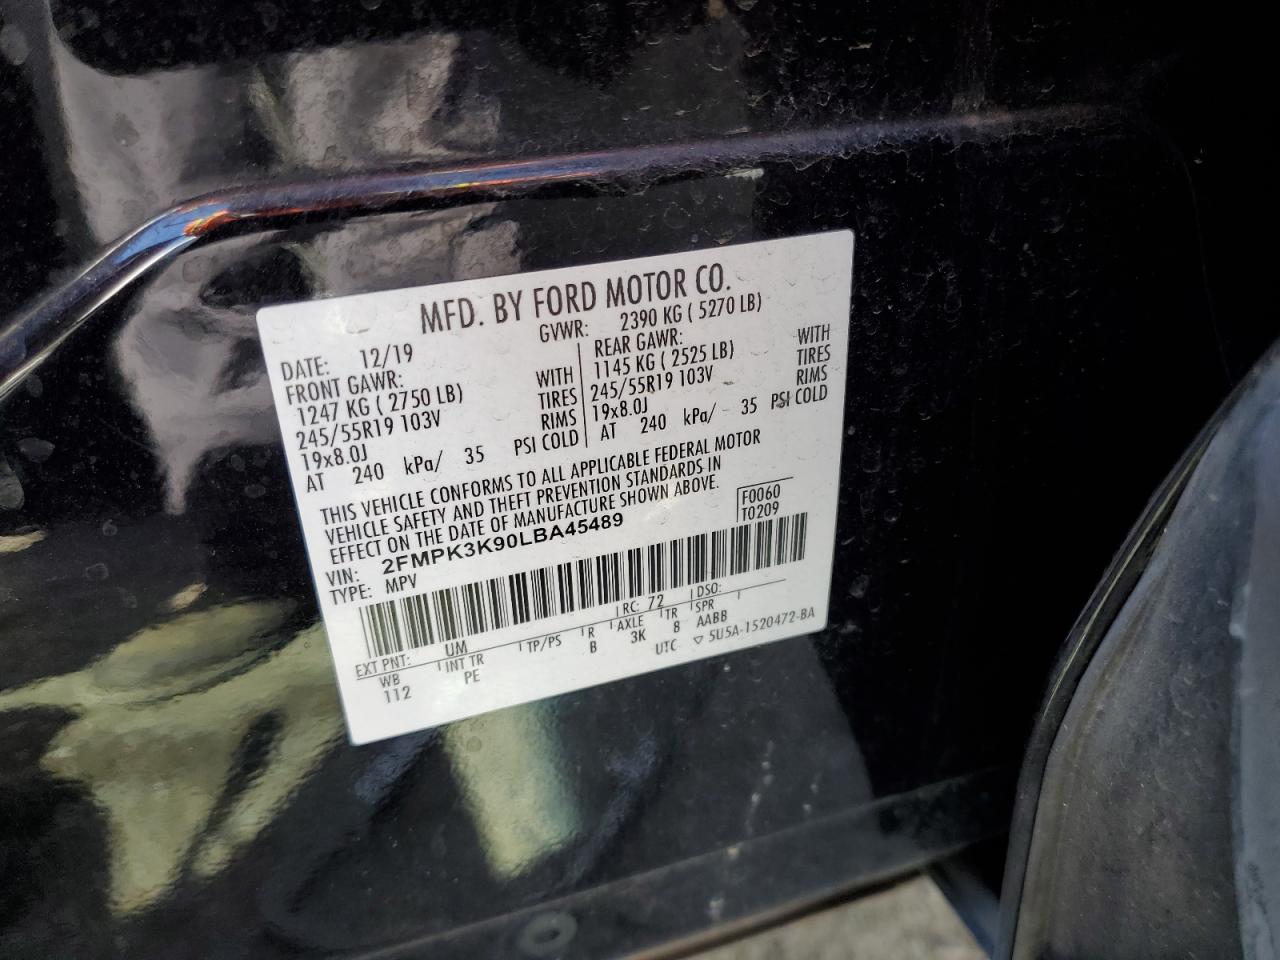 MFD. BY FORD MOTOR CO.
DATE: 12/19 GVWR: 2390 KG ( 5270 LB)
FRONT GAWR:
1247 KG ( 2750 LB) WITH
245/55R19 103V TIRES
19x8.0J RIMS
AT 240 kPa/ 35 PSI COLD
REAR GAWR:
1145 KG ( 2525 LB) WITH
245/55R19 103V TIRES
19x8.0J RIMS
AT 240 kPa/ 35 PSI COLD
THIS VEHICLE CONFORMS TO ALL APPLICABLE FEDERAL MOTOR
VEHICLE SAFETY AND THEFT PREVENTION STANDARDS IN
EFFECT ON THE DATE OF MANUFACTURE SHOWN ABOVE.
VIN: 2FMPK3K90LBA45489
TYPE: MPV
F0060
T0209
EXT PNT: UM RC: 72 DSO:
WB INT TR TP/PS R AXLE TR SPR
112 PE B 3K 8 AABB
UTC ▽ 5U5A-1520472-BA